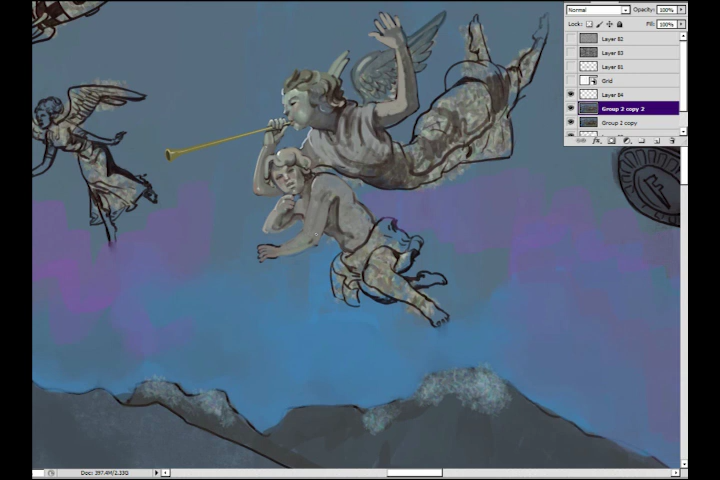 Normal Opacity: 100%
Lock: Fill: 100%
Layer 82
Layer 83
Layer 81
Grid
Layer 84
Group 2 copy 2
Group 2 copy
Doc: 397.4M/2.33G